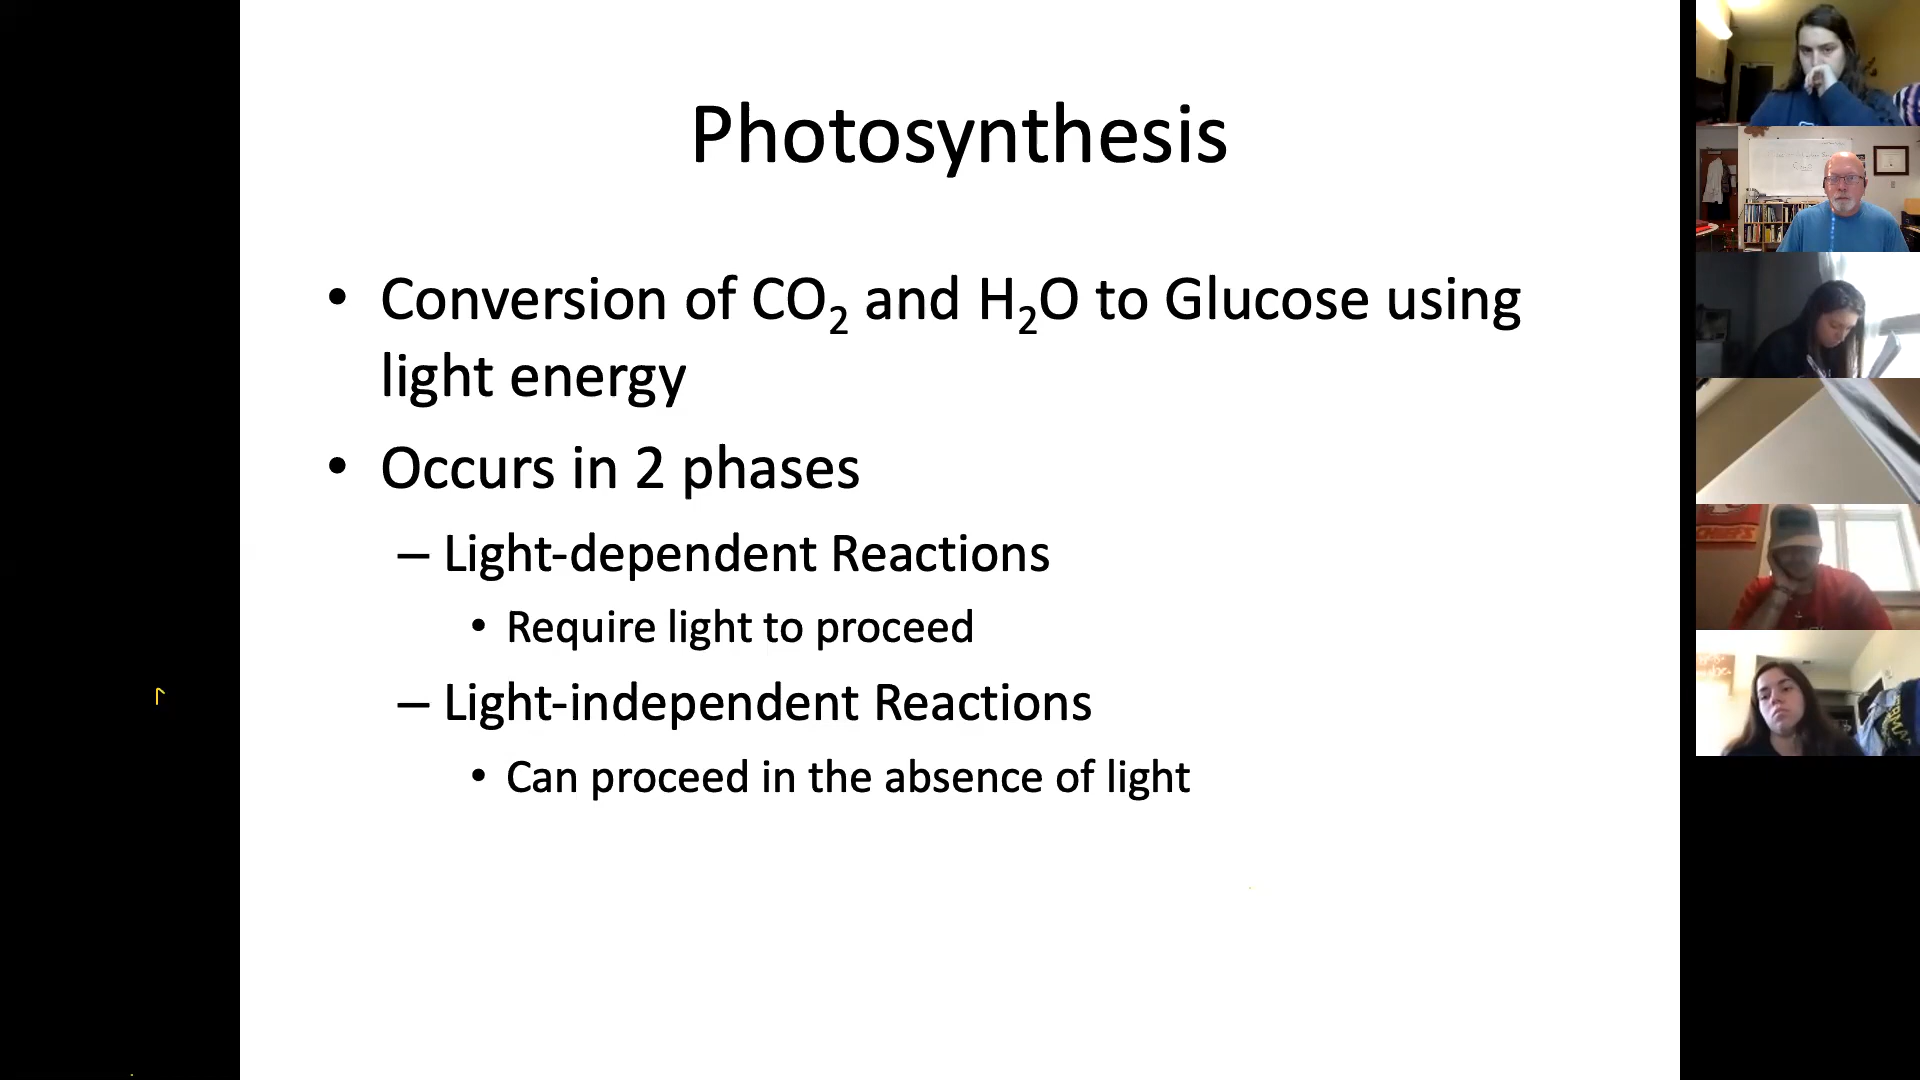 Photosynthesis
• Conversion of CO₂ and H₂O to Glucose using
light energy
• Occurs in 2 phases
– Light-dependent Reactions
• Require light to proceed
– Light-independent Reactions
• Can proceed in the absence of light